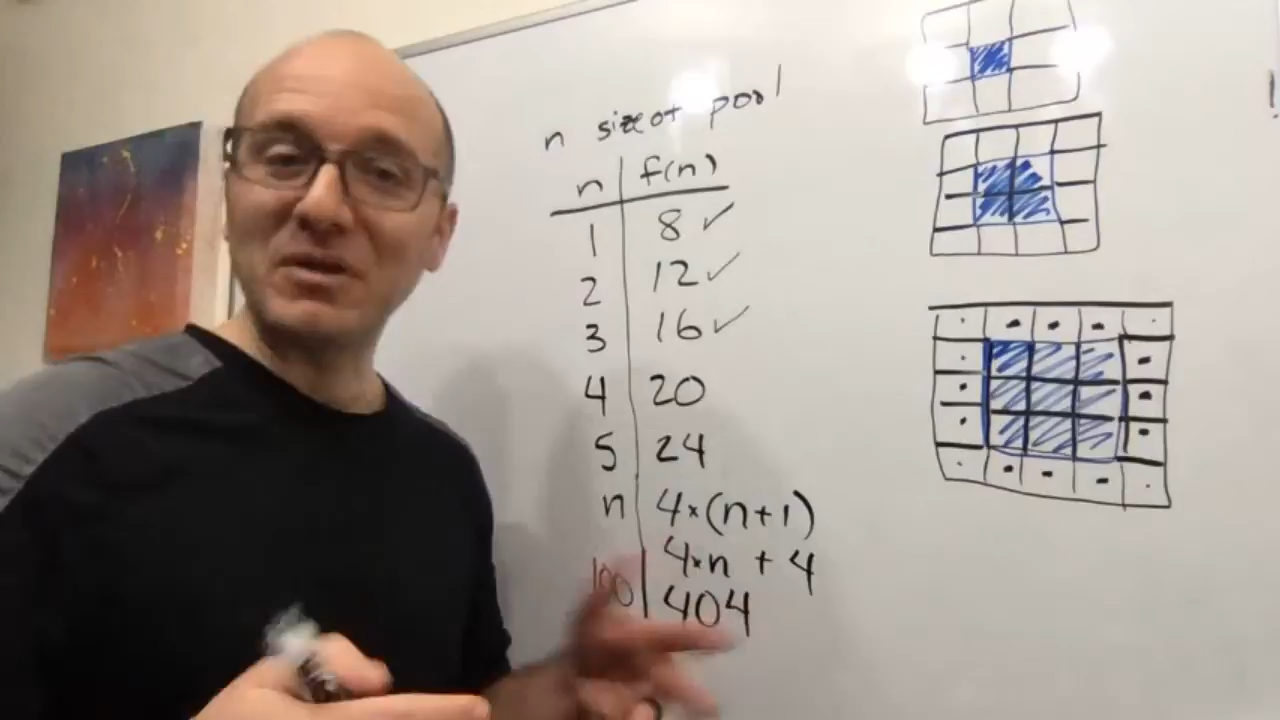 n size of pool
n f(n)
1 8 ✓
2 12 ✓
3 16 ✓
4 20
5 24
n 4×(n+1)
4×n + 4
100 404
!